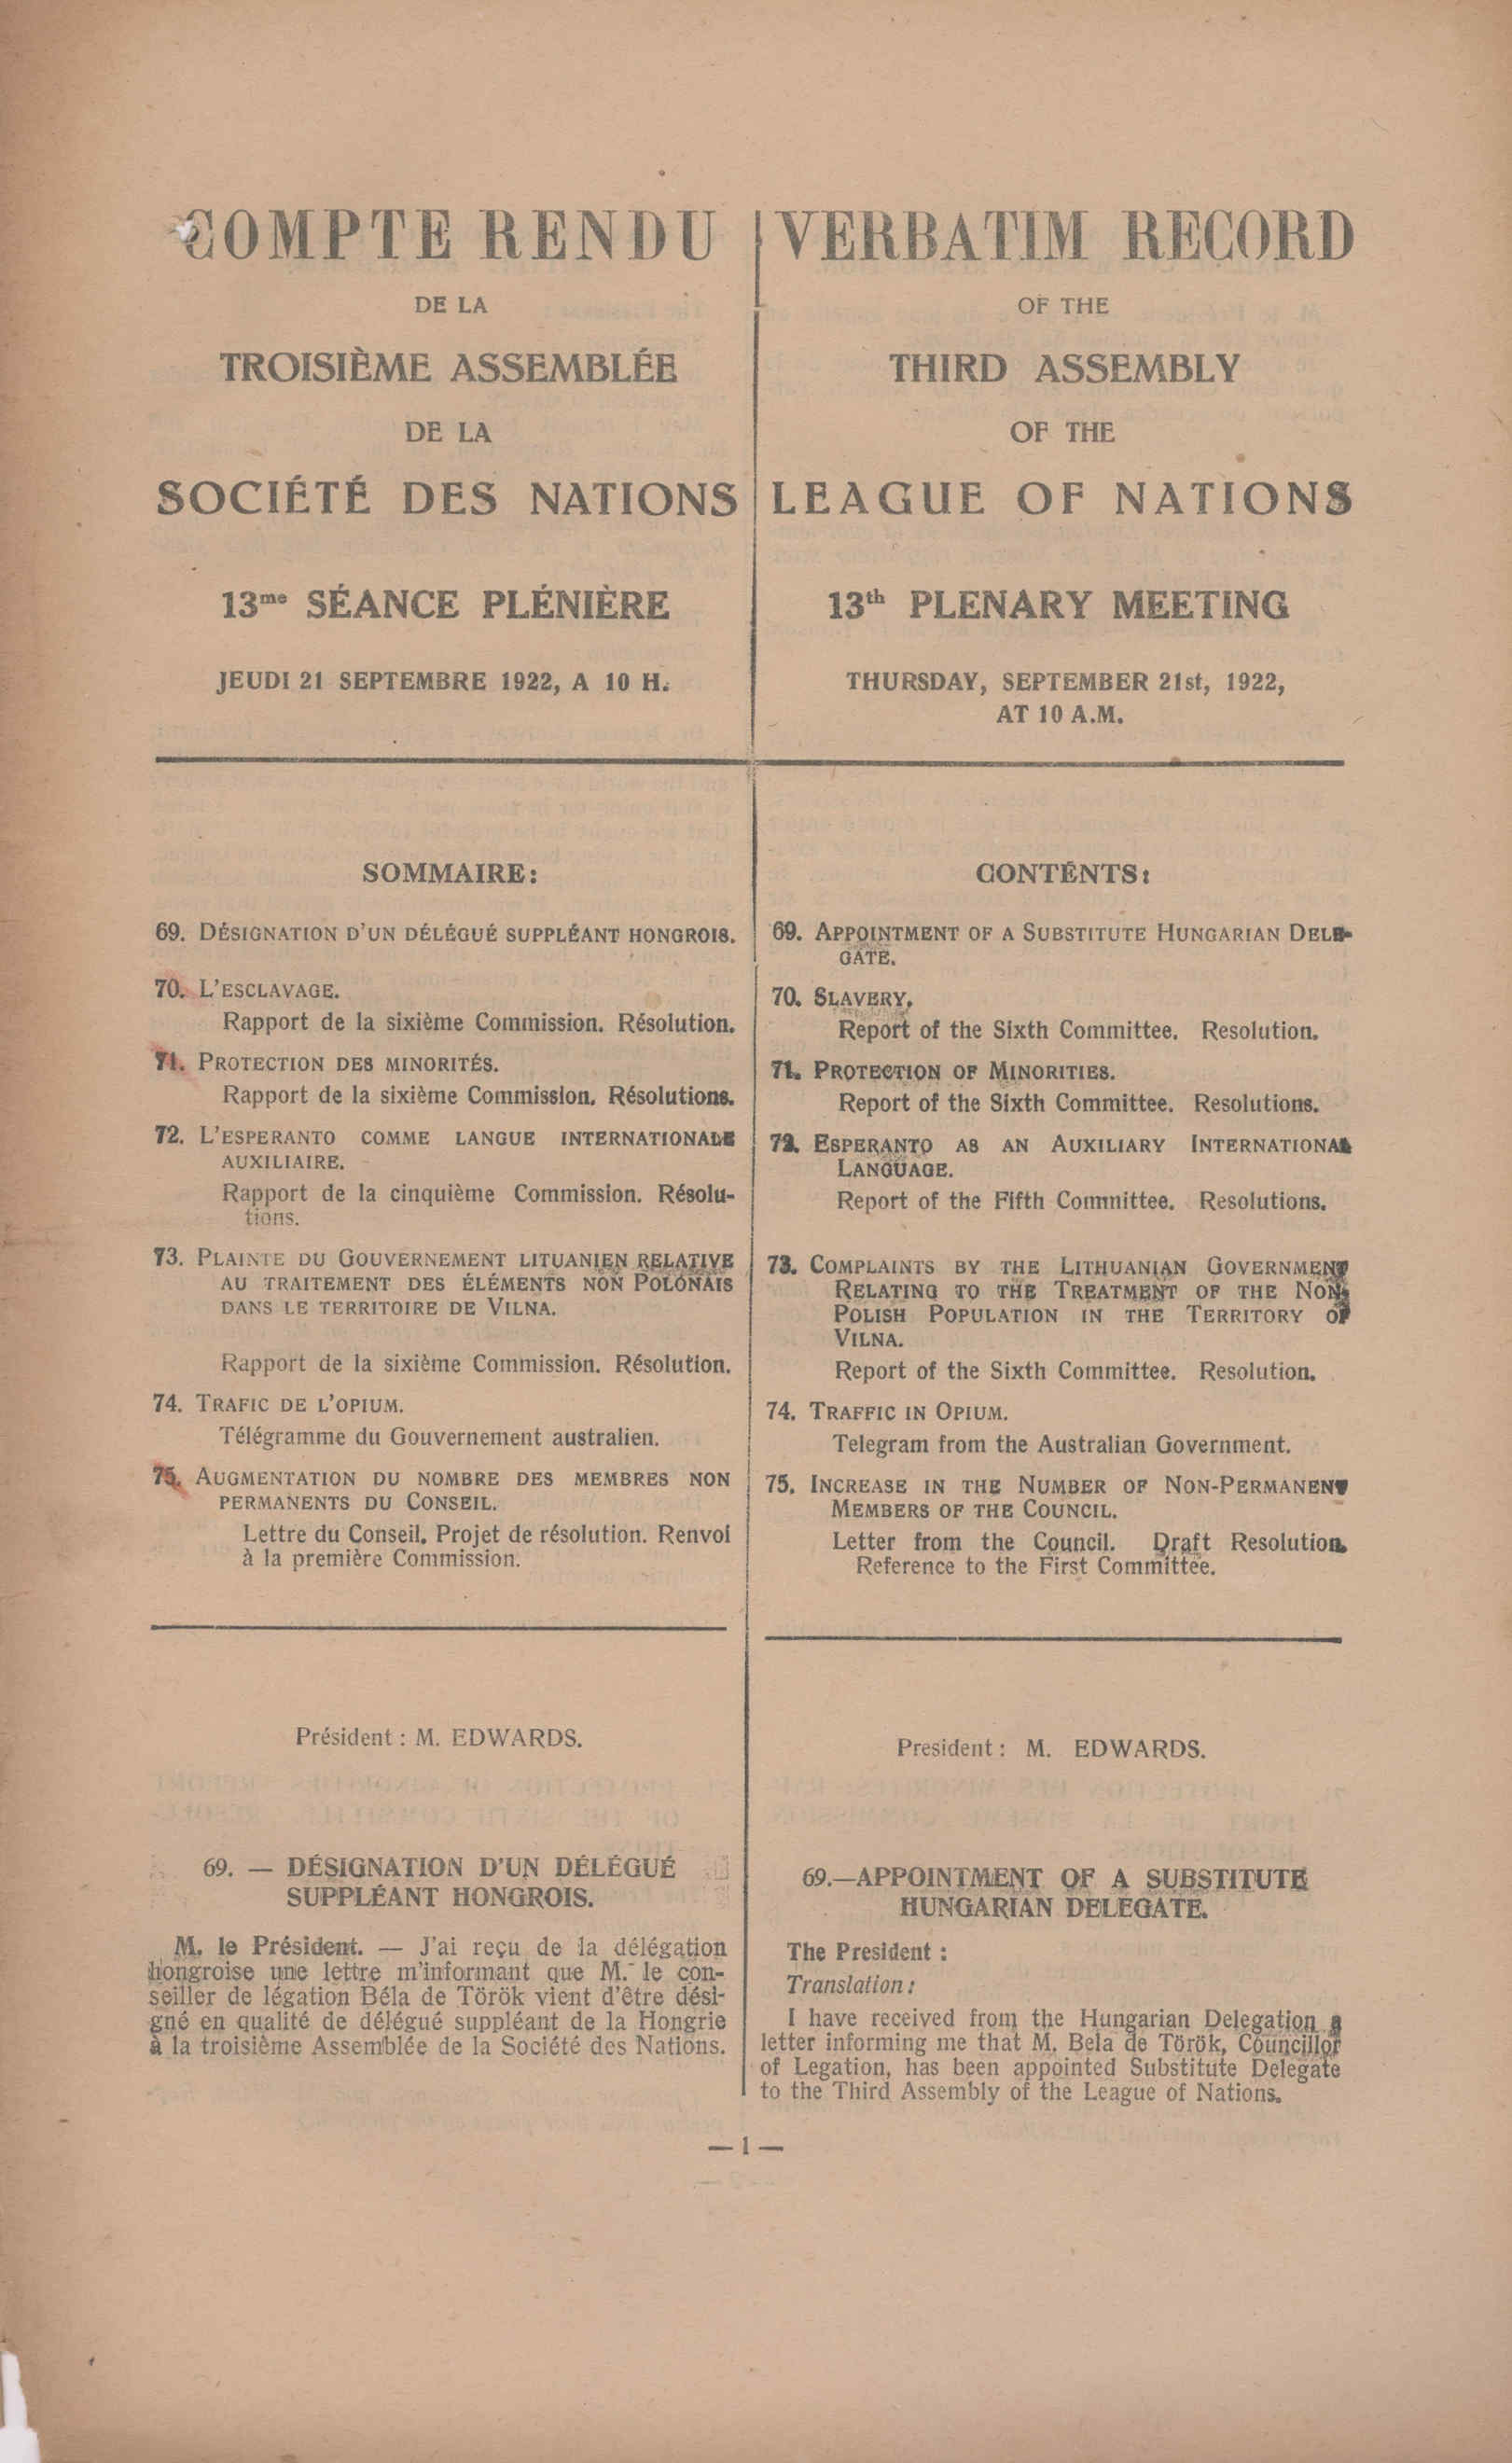 COMPTE RENDU
DE LA
TROISIÈME ASSEMBLÉE
DE LA
SOCIÉTÉ DES NATIONS
13me SÉANCE PLÉNIÈRE
JEUDI 21 SEPTEMBRE 1922, A 10 H.
SOMMAIRE:
69. DÉSIGNATION D'UN DÉLÉGUÉ SUPPLÉANT HONGROIS.
70. L'ESCLAVAGE.
Rapport de la sixième Commission. Résolution.
71. PROTECTION DES MINORITÉS.
Rapport de la sixième Commission. Résolutions.
72. L'ESPERANTO COMME LANGUE INTERNATIONALE
AUXILIAIRE.
Rapport de la cinquième Commission. Résolu-
tions.
73. PLAINTE DU GOUVERNEMENT LITUANIEN RELATIVE
AU TRAITEMENT DES ÉLÉMENTS NON POLONAIS
DANS LE TERRITOIRE DE VILNA.
Rapport de la sixième Commission. Résolution.
74. TRAFIC DE L'OPIUM.
Télégramme du Gouvernement australien.
75. AUGMENTATION DU NOMBRE DES MEMBRES NON
PERMANENTS DU CONSEIL.
Lettre du Conseil. Projet de résolution. Renvoi
à la première Commission.
Président : M. EDWARDS.
69. — DÉSIGNATION D'UN DÉLÉGUÉ
SUPPLÉANT HONGROIS.
M. le Président. — J'ai reçu de la délégation
hongroise une lettre m'informant que M. le con-
seiller de légation Béla de Török vient d'être dési-
gné en qualité de délégué suppléant de la Hongrie
à la troisième Assemblée de la Société des Nations.
VERBATIM RECORD
OF THE
THIRD ASSEMBLY
OF THE
LEAGUE OF NATIONS
13th PLENARY MEETING
THURSDAY, SEPTEMBER 21st, 1922,
AT 10 A.M.
CONTENTS:
69. APPOINTMENT OF A SUBSTITUTE HUNGARIAN DELE-
GATE.
70. SLAVERY.
Report of the Sixth Committee. Resolution.
71. PROTECTION OF MINORITIES.
Report of the Sixth Committee. Resolutions.
72. ESPERANTO AS AN AUXILIARY INTERNATIONAL
LANGUAGE.
Report of the Fifth Committee. Resolutions.
73. COMPLAINTS BY THE LITHUANIAN GOVERNMENT
RELATING TO THE TREATMENT OF THE NON-
POLISH POPULATION IN THE TERRITORY OF
VILNA.
Report of the Sixth Committee. Resolution.
74. TRAFFIC IN OPIUM.
Telegram from the Australian Government.
75. INCREASE IN THE NUMBER OF NON-PERMANENT
MEMBERS OF THE COUNCIL.
Letter from the Council. Draft Resolution.
Reference to the First Committee.
President : M. EDWARDS.
69.—APPOINTMENT OF A SUBSTITUTE
HUNGARIAN DELEGATE.
The President :
Translation :
I have received from the Hungarian Delegation a
letter informing me that M. Bela de Török, Councillor
of Legation, has been appointed Substitute Delegate
to the Third Assembly of the League of Nations.
— 1 —